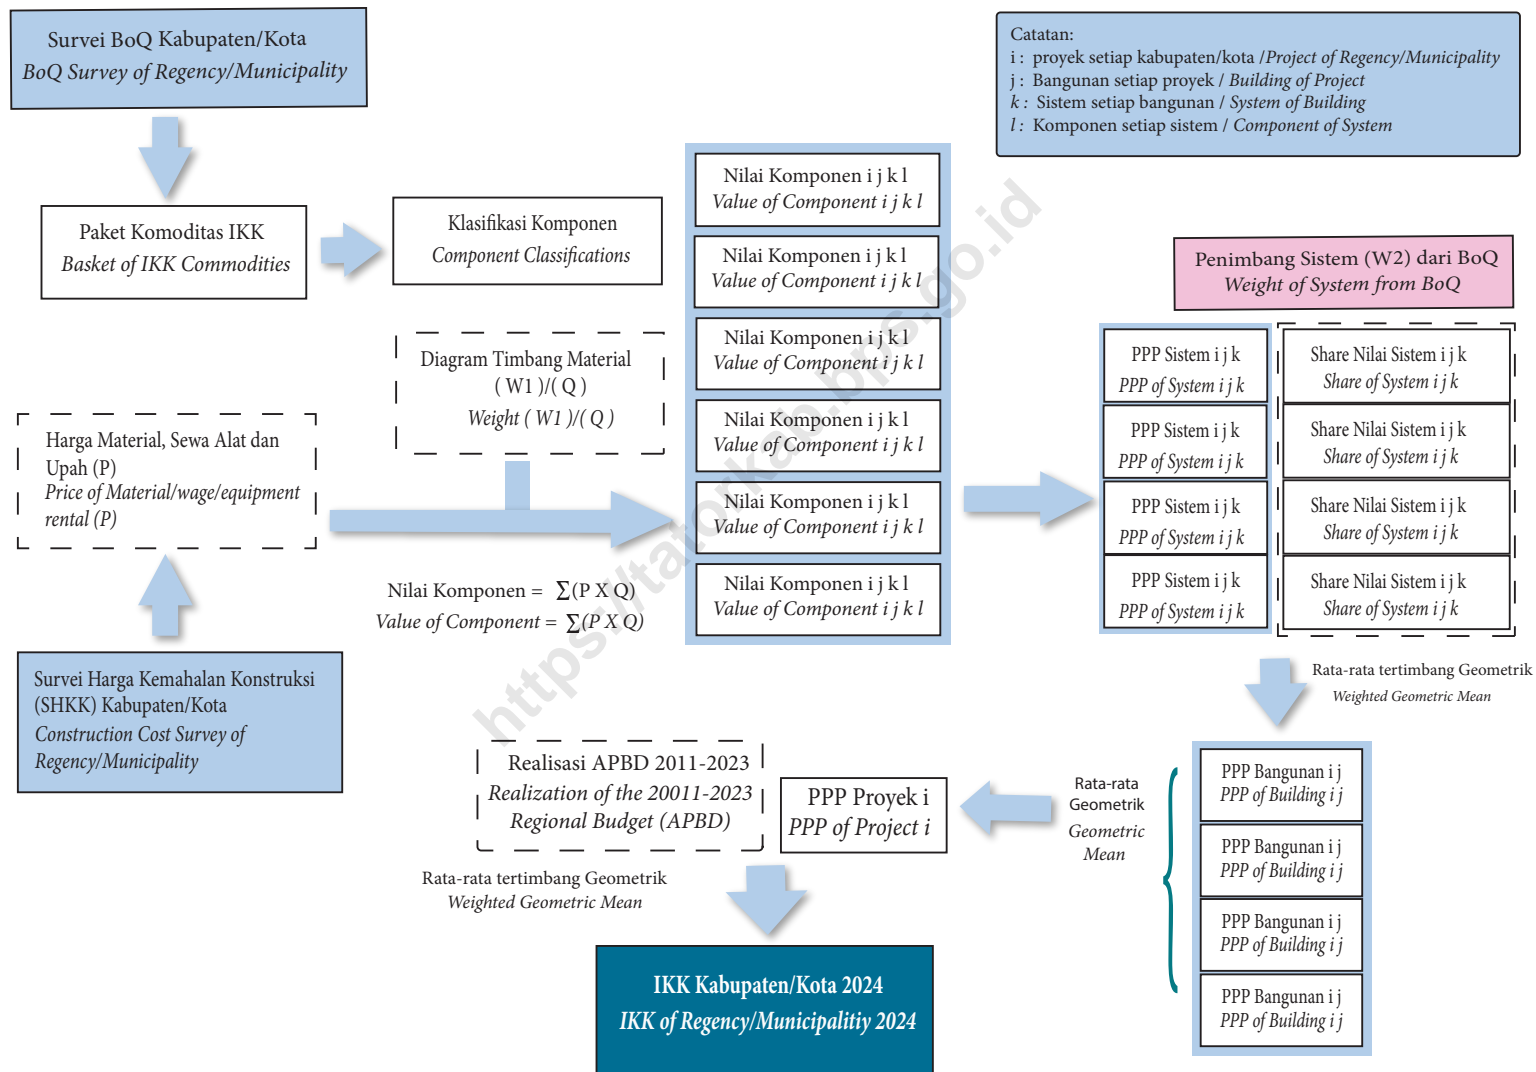 Survei BoQ Kabupaten/Kota
BoQ Survey of Regency/Municipality
Catatan:
i : proyek setiap kabupaten/kota /Project of Regency/Municipality
j : Bangunan setiap proyek / Building of Project
k : Sistem setiap bangunan / System of Building
l : Komponen setiap sistem / Component of System
Paket Komoditas IKK
Basket of IKK Commodities
Klasifikasi Komponen
Component Classifications
Nilai Komponen i j k l
Value of Component i j k l
Nilai Komponen i j k l
Value of Component i j k l
Nilai Komponen i j k l
Value of Component i j k l
Nilai Komponen i j k l
Value of Component i j k l
Nilai Komponen i j k l
Value of Component i j k l
Nilai Komponen i j k l
Value of Component i j k l
Diagram Timbang Material
( W1 )/( Q )
Weight ( W1 )/( Q )
Harga Material, Sewa Alat dan
Upah (P)
Price of Material/wage/equipment
rental (P)
Nilai Komponen = ∑(P X Q)
Value of Component = ∑(P X Q)
Survei Harga Kemahalan Konstruksi
(SHKK) Kabupaten/Kota
Construction Cost Survey of
Regency/Municipality
Penimbang Sistem (W2) dari BoQ
Weight of System from BoQ
PPP Sistem i j k
PPP of System i j k
PPP Sistem i j k
PPP of System i j k
PPP Sistem i j k
PPP of System i j k
PPP Sistem i j k
PPP of System i j k
Share Nilai Sistem i j k
Share of System i j k
Share Nilai Sistem i j k
Share of System i j k
Share Nilai Sistem i j k
Share of System i j k
Share Nilai Sistem i j k
Share of System i j k
Rata-rata tertimbang Geometrik
Weighted Geometric Mean
PPP Bangunan i j
PPP of Building i j
PPP Bangunan i j
PPP of Building i j
PPP Bangunan i j
PPP of Building i j
PPP Bangunan i j
PPP of Building i j
Rata-rata
Geometrik
Geometric
Mean
PPP Proyek i
PPP of Project i
Realisasi APBD 2011-2023
Realization of the 20011-2023
Regional Budget (APBD)
Rata-rata tertimbang Geometrik
Weighted Geometric Mean
IKK Kabupaten/Kota 2024
IKK of Regency/Municipalitiy 2024
https://tatorkab.bps.go.id